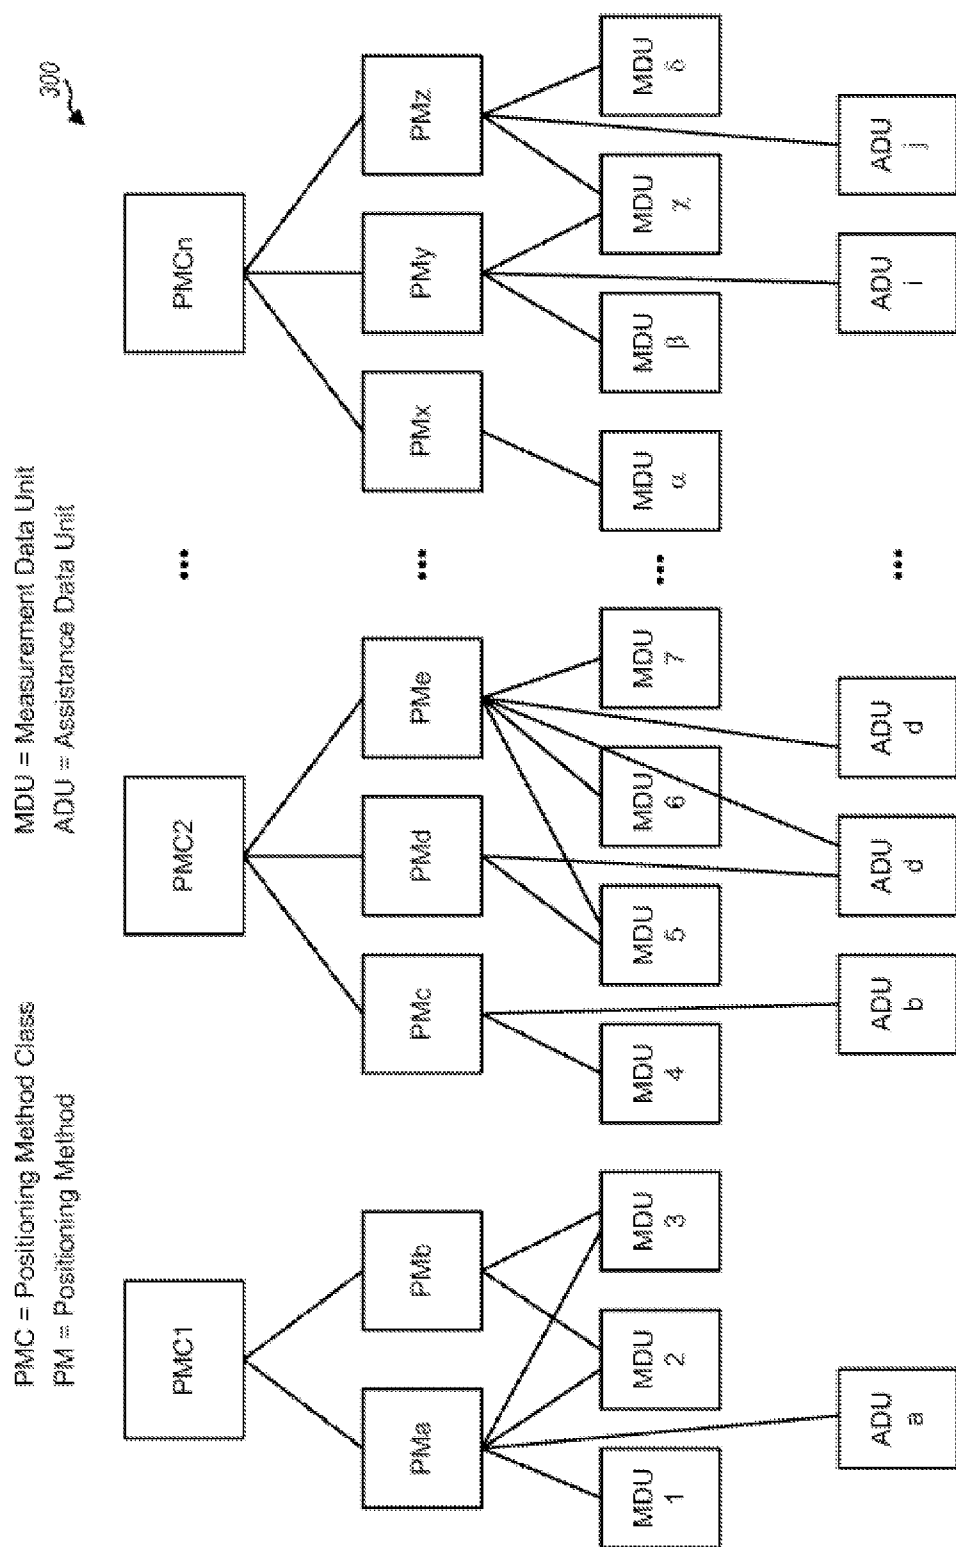 PMC = Positioning Method Class
PM = Positioning Method
MDU = Measurement Data Unit
ADU = Assistance Data Unit
300
PMC1
PMC2
•••
PMCn
PMa
PMb
PMc
PMd
PMe
•••
PMx
PMy
PMz
MDU
1
MDU
2
MDU
3
MDU
4
MDU
5
MDU
6
MDU
7
•••
MDU
α
MDU
β
MDU
χ
MDU
δ
ADU
a
ADU
b
ADU
d
ADU
d
•••
ADU
i
ADU
j